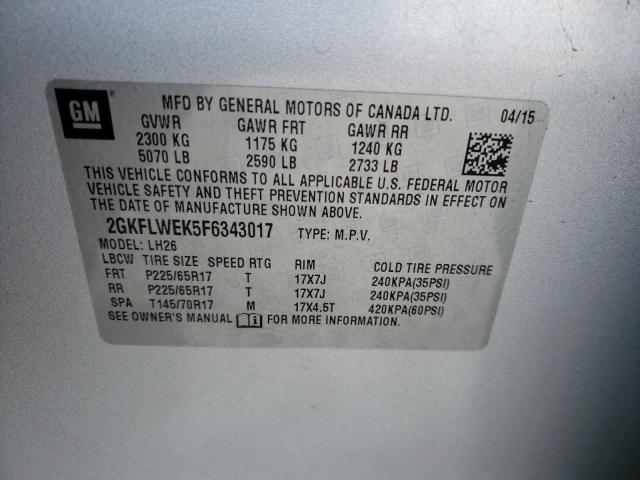 GM ®
MFD BY GENERAL MOTORS OF CANADA LTD. 04/15
GVWR GAWR FRT GAWR RR
2300 KG 1175 KG 1240 KG
5070 LB 2590 LB 2733 LB
THIS VEHICLE CONFORMS TO ALL APPLICABLE U.S. FEDERAL MOTOR
VEHICLE SAFETY AND THEFT PREVENTION STANDARDS IN EFFECT ON
THE DATE OF MANUFACTURE SHOWN ABOVE.
2GKFLWEK5F6343017 TYPE: M.P.V.
MODEL: LH26
LBCW TIRE SIZE SPEED RTG RIM COLD TIRE PRESSURE
FRT P225/65R17 T 17X7J 240KPA(35PSI)
RR P225/65R17 T 17X7J 240KPA(35PSI)
SPA T145/70R17 M 17X4.5T 420KPA(60PSI)
SEE OWNER'S MANUAL i FOR MORE INFORMATION.